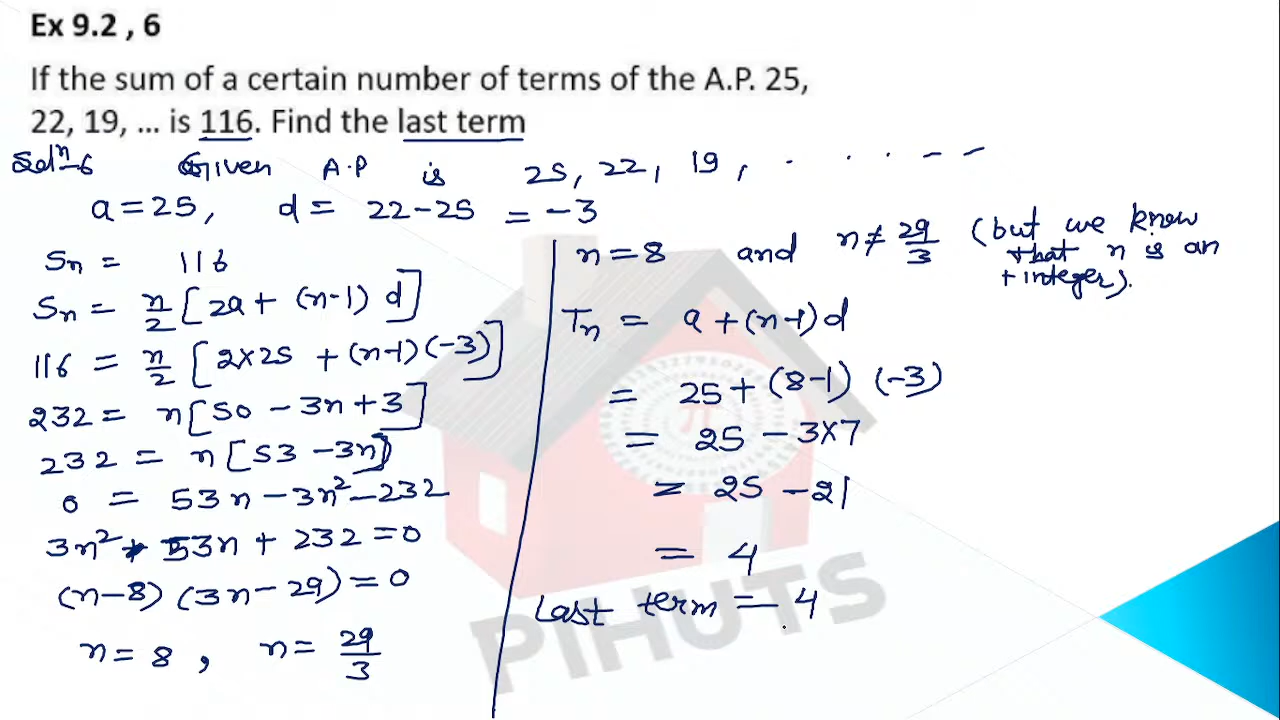 Ex 9.2 , 6
If the sum of a certain number of terms of the A.P. 25,
22, 19, ... is 116. Find the last term
Solⁿ-6 Given A.P is 25, 22, 19, . . . . - -
a = 25, d = 22-25 = -3
Sn = 116
Sn = n/2 [2a + (n-1) d]
116 = n/2 [2×25 + (n-1)(-3)]
232 = n[50 - 3n + 3]
232 = n[53 - 3n]
0 = 53n - 3n² - 232
3n² - 53n + 232 = 0
(n-8) (3n - 29) = 0
n = 8 , n = 29/3
n = 8 and n ≠ 29/3 (but we know
that n is an
+integer).
Tn = a + (n-1)d
= 25 + (8-1) (-3)
= 25 - 3×7
= 25 - 21
= 4
Last term = 4
PIHUTS